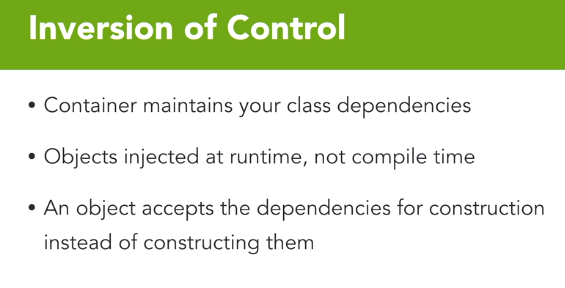 Inversion of Control
• Container maintains your class dependencies
• Objects injected at runtime, not compile time
• An object accepts the dependencies for construction
instead of constructing them